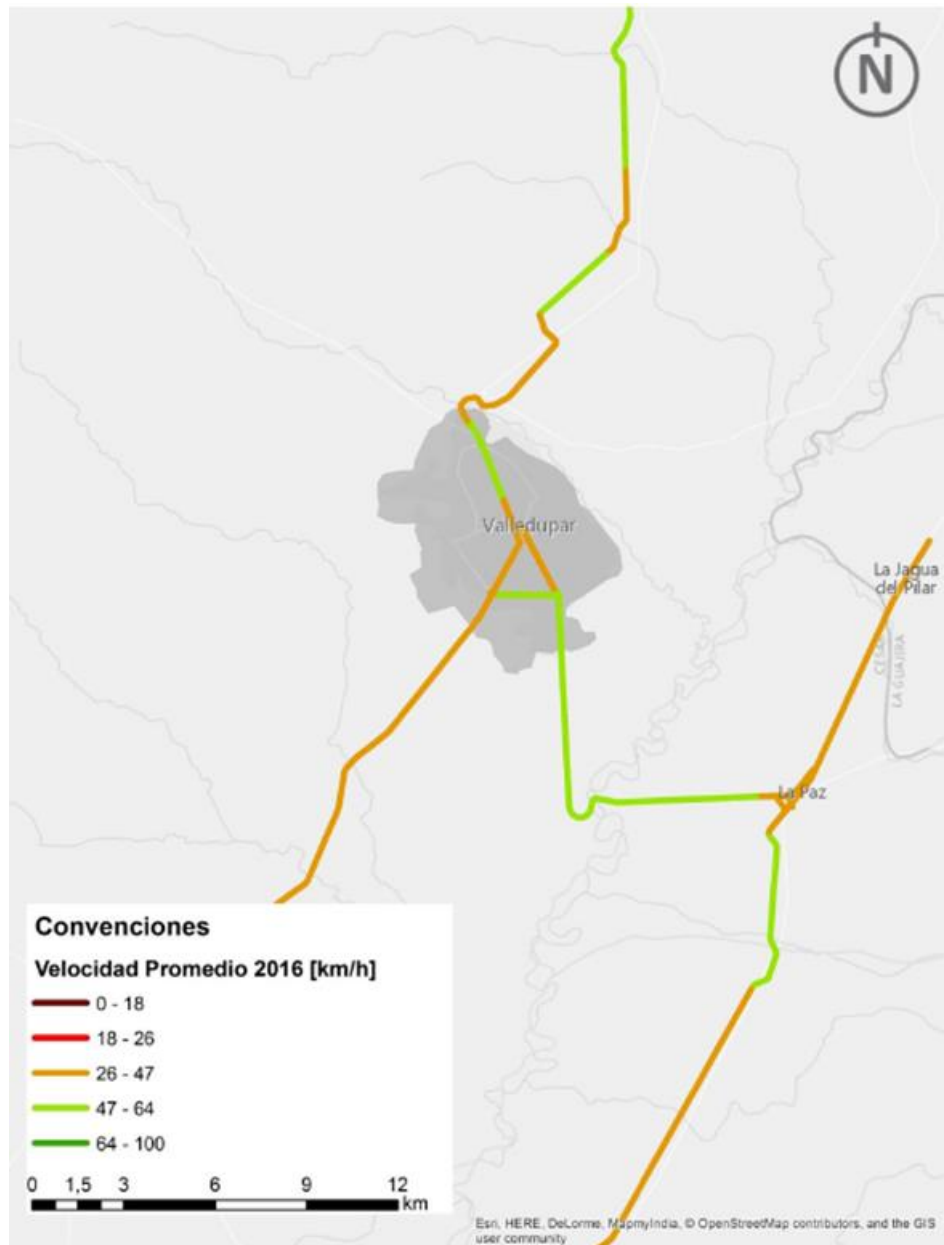 N
Valledupar
La Jagua
del Pilar
CESAR
LA GUAJIRA
La Paz
Convenciones
Velocidad Promedio 2016 [km/h]
0 - 18
18 - 26
26 - 47
47 - 64
64 - 100
0 1,5 3 6 9 12
km
Esri, HERE, DeLorme, MapmyIndia, © OpenStreetMap contributors, and the GIS
user community